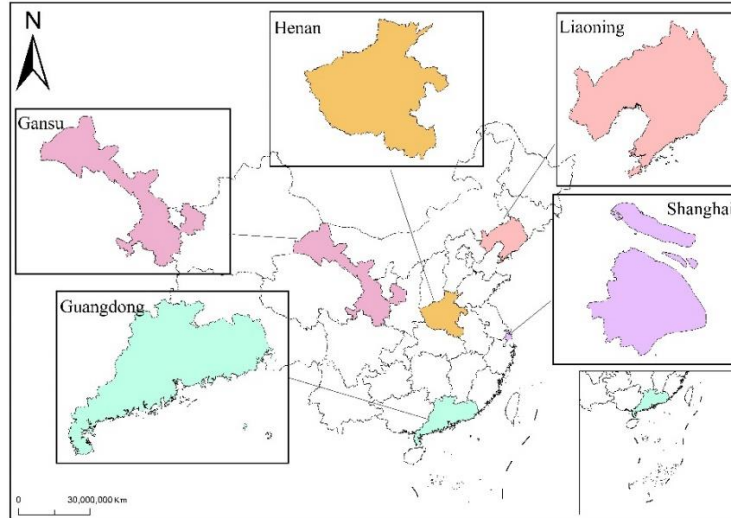 N
Henan
Liaoning
Gansu
Shanghai
Guangdong
0 30,000,000 Km